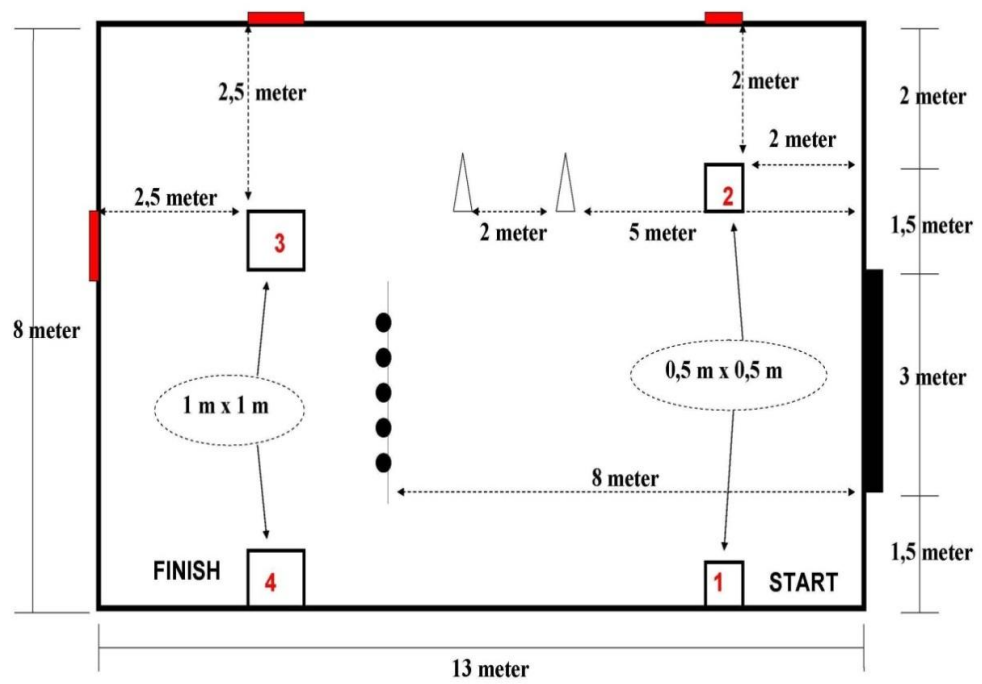 2,5 meter
2 meter
2 meter
2 meter
2,5 meter
2
3
2 meter
5 meter
1,5 meter
8 meter
0,5 m x 0,5 m
3 meter
1 m x 1 m
8 meter
1,5 meter
FINISH
4
1
START
13 meter